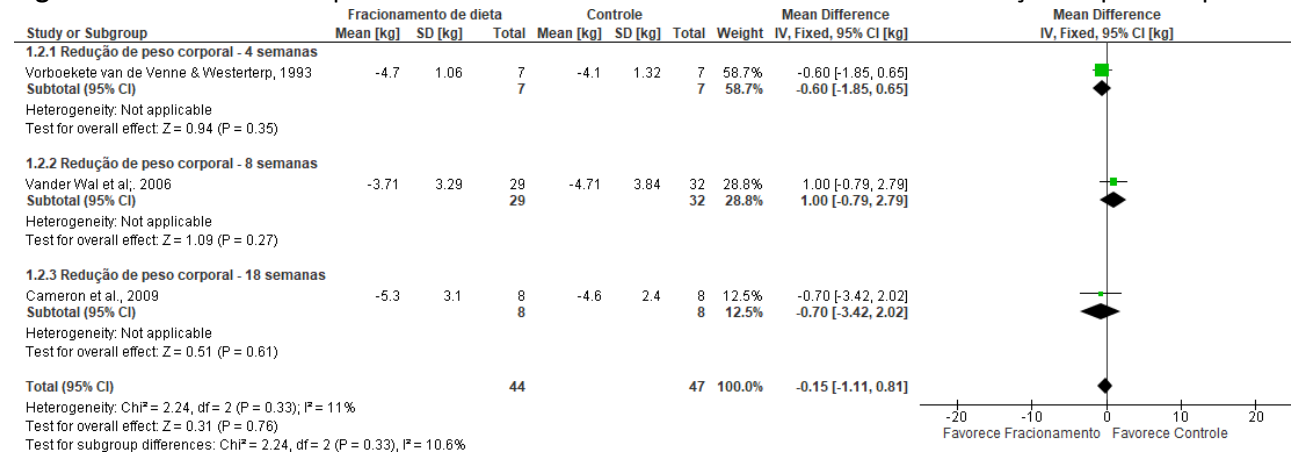 Fracionamento de dieta Controle Mean Difference Mean Difference
Study or Subgroup Mean [kg] SD [kg] Total Mean [kg] SD [kg] Total Weight IV, Fixed, 95% CI [kg] IV, Fixed, 95% CI [kg]
1.2.1 Redução de peso corporal - 4 semanas
Vorboekete van de Venne & Westerterp, 1993 -4.7 1.06 7 -4.1 1.32 7 58.7% -0.60 [-1.85, 0.65]
Subtotal (95% CI) 7 7 58.7% -0.60 [-1.85, 0.65]
Heterogeneity: Not applicable
Test for overall effect: Z = 0.94 (P = 0.35)
1.2.2 Redução de peso corporal - 8 semanas
Vander Wal et al;. 2006 -3.71 3.29 29 -4.71 3.84 32 28.8% 1.00 [-0.79, 2.79]
Subtotal (95% CI) 29 32 28.8% 1.00 [-0.79, 2.79]
Heterogeneity: Not applicable
Test for overall effect: Z = 1.09 (P = 0.27)
1.2.3 Redução de peso corporal - 18 semanas
Cameron et al., 2009 -5.3 3.1 8 -4.6 2.4 8 12.5% -0.70 [-3.42, 2.02]
Subtotal (95% CI) 8 8 12.5% -0.70 [-3.42, 2.02]
Heterogeneity: Not applicable
Test for overall effect: Z = 0.51 (P = 0.61)
Total (95% CI) 44 47 100.0% -0.15 [-1.11, 0.81]
Heterogeneity: Chi² = 2.24, df = 2 (P = 0.33); I² = 11%
Test for overall effect: Z = 0.31 (P = 0.76)
Test for subgroup differences: Chi² = 2.24, df = 2 (P = 0.33), I² = 10.6%
-20 -10 0 10 20
Favorece Fracionamento Favorece Controle